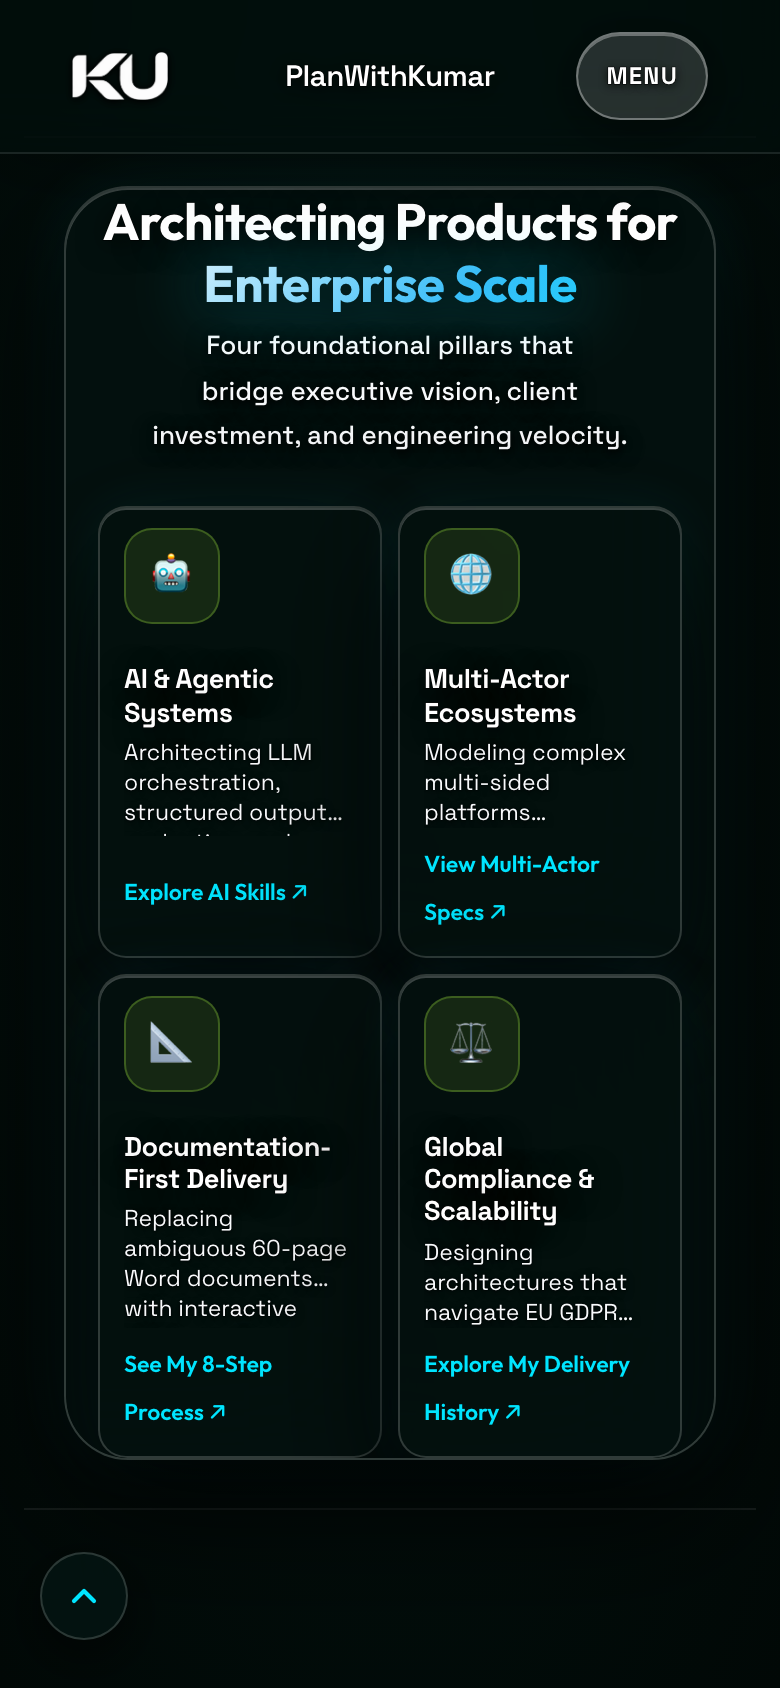 KU
PlanWithKumar
MENU
Architecting Products for
Enterprise Scale
Four foundational pillars that
bridge executive vision, client
investment, and engineering velocity.
AI & Agentic
Systems
Architecting LLM
orchestration,
structured output...
Explore AI Skills ↗
Multi-Actor
Ecosystems
Modeling complex
multi-sided
platforms...
View Multi-Actor
Specs ↗
Documentation-
First Delivery
Replacing
ambiguous 60-page
Word documents...
with interactive
See My 8-Step
Process ↗
Global
Compliance &
Scalability
Designing
architectures that
navigate EU GDPR...
Explore My Delivery
History ↗